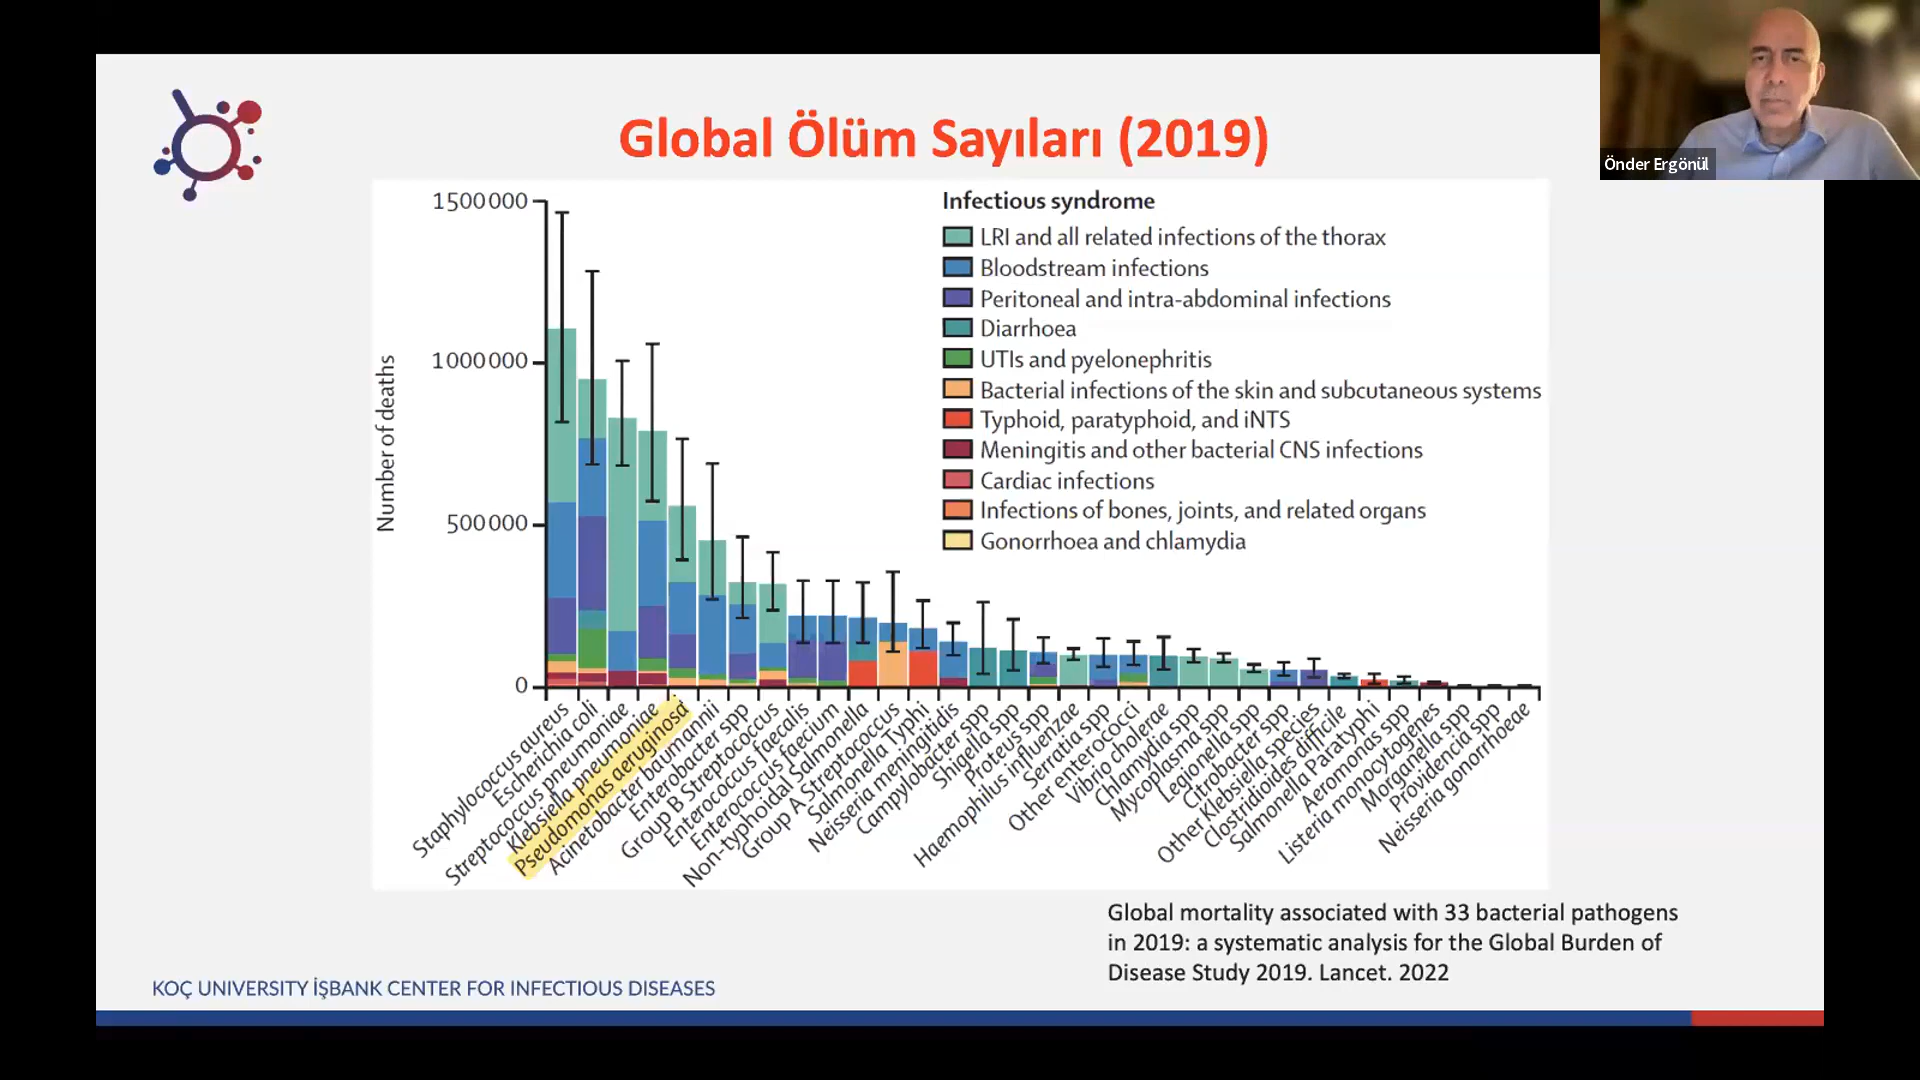 Önder Ergönül
Global Ölüm Sayıları (2019)
Number of deaths
1500000
1000000
500000
0
Infectious syndrome
LRI and all related infections of the thorax
Bloodstream infections
Peritoneal and intra-abdominal infections
Diarrhoea
UTIs and pyelonephritis
Bacterial infections of the skin and subcutaneous systems
Typhoid, paratyphoid, and iNTS
Meningitis and other bacterial CNS infections
Cardiac infections
Infections of bones, joints, and related organs
Gonorrhoea and chlamydia
Staphylococcus aureus
Escherichia coli
Streptococcus pneumoniae
Klebsiella pneumoniae
Pseudomonas aeruginosa
Acinetobacter baumannii
Enterobacter spp
Group B Streptococcus
Enterococcus faecalis
Enterococcus faecium
Non-typhoidal Salmonella
Group A Streptococcus
Salmonella Typhi
Neisseria meningitidis
Campylobacter spp
Shigella spp
Proteus spp
Haemophilus influenzae
Serratia spp
Other enterococci
Vibrio cholerae
Chlamydia spp
Mycoplasma spp
Legionella spp
Citrobacter spp
Other Klebsiella species
Clostridioides difficile
Salmonella Paratyphi
Aeromonas spp
Listeria monocytogenes
Morganella spp
Providencia spp
Neisseria gonorrhoeae
Global mortality associated with 33 bacterial pathogens
in 2019: a systematic analysis for the Global Burden of
Disease Study 2019. Lancet. 2022
KOÇ UNIVERSITY İŞBANK CENTER FOR INFECTIOUS DISEASES